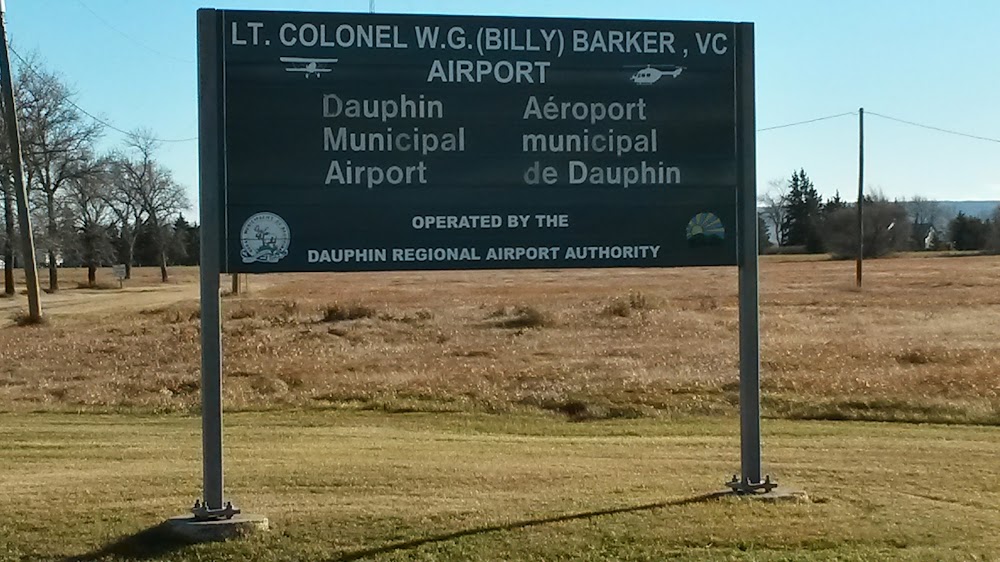 LT. COLONEL W.G.(BILLY) BARKER , VC
AIRPORT
Dauphin
Municipal
Airport
Aéroport
municipal
de Dauphin
OPERATED BY THE
DAUPHIN REGIONAL AIRPORT AUTHORITY